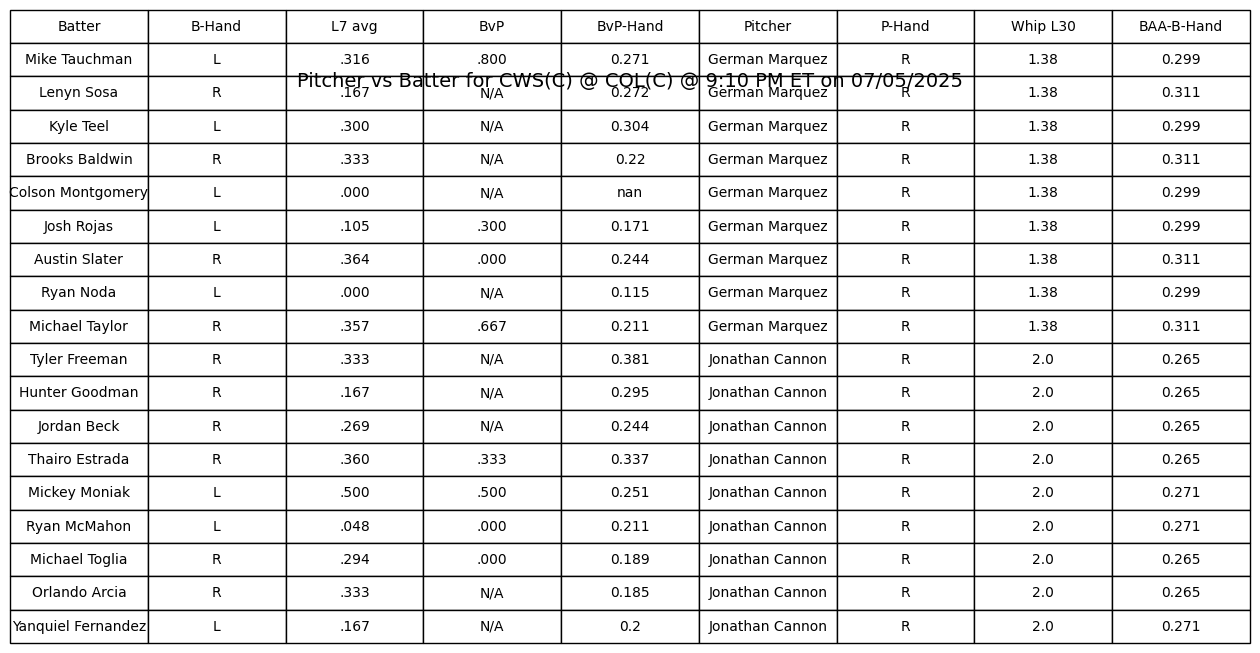 Batter B-Hand L7 avg BvP BvP-Hand Pitcher P-Hand Whip L30 BAA-B-Hand
Mike Tauchman L .316 .800 0.271 German Marquez R 1.38 0.299
Pitcher vs Batter for CWS(C) @ COL(C) @ 9:10 PM ET on 07/05/2025
Lenyn Sosa R .167 N/A 0.272 German Marquez R 1.38 0.311
Kyle Teel L .300 N/A 0.304 German Marquez R 1.38 0.299
Brooks Baldwin R .333 N/A 0.22 German Marquez R 1.38 0.311
Colson Montgomery L .000 N/A nan German Marquez R 1.38 0.299
Josh Rojas L .105 .300 0.171 German Marquez R 1.38 0.299
Austin Slater R .364 .000 0.244 German Marquez R 1.38 0.311
Ryan Noda L .000 N/A 0.115 German Marquez R 1.38 0.299
Michael Taylor R .357 .667 0.211 German Marquez R 1.38 0.311
Tyler Freeman R .333 N/A 0.381 Jonathan Cannon R 2.0 0.265
Hunter Goodman R .167 N/A 0.295 Jonathan Cannon R 2.0 0.265
Jordan Beck R .269 N/A 0.244 Jonathan Cannon R 2.0 0.265
Thairo Estrada R .360 .333 0.337 Jonathan Cannon R 2.0 0.265
Mickey Moniak L .500 .500 0.251 Jonathan Cannon R 2.0 0.271
Ryan McMahon L .048 .000 0.211 Jonathan Cannon R 2.0 0.271
Michael Toglia R .294 .000 0.189 Jonathan Cannon R 2.0 0.265
Orlando Arcia R .333 N/A 0.185 Jonathan Cannon R 2.0 0.265
Yanquiel Fernandez L .167 N/A 0.2 Jonathan Cannon R 2.0 0.271